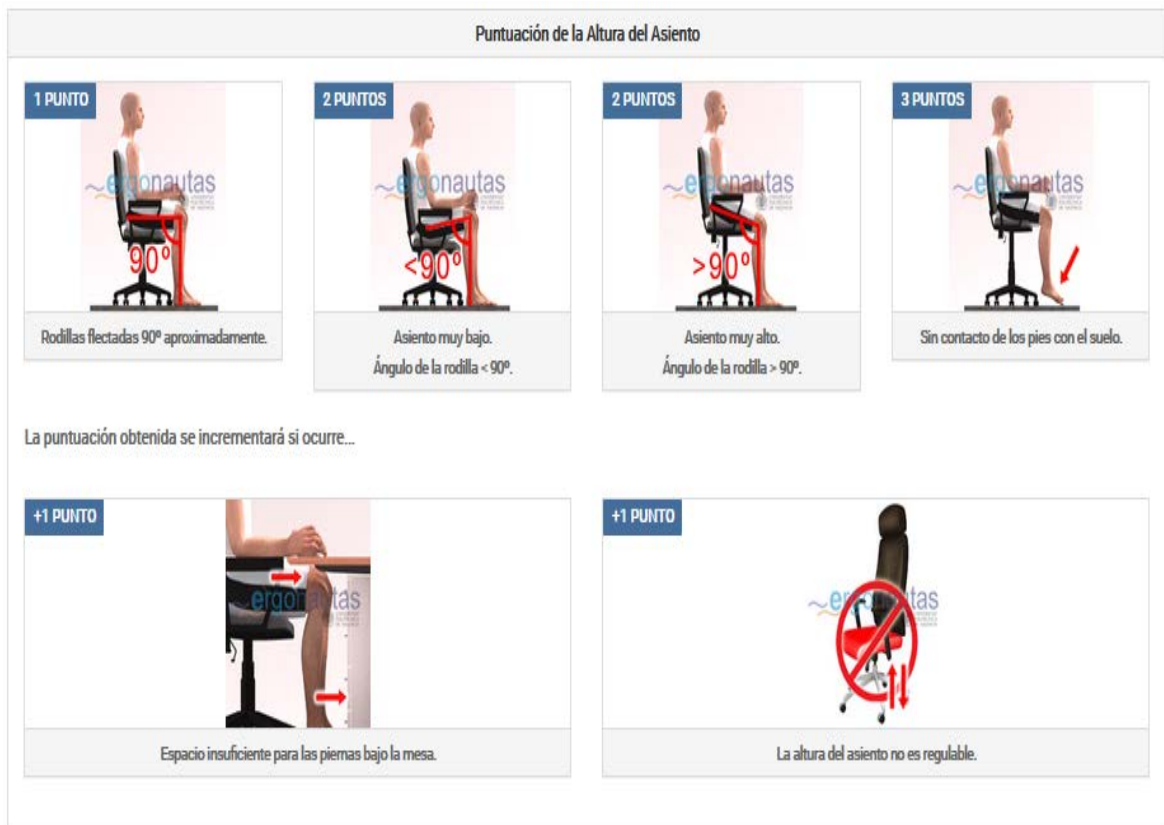 Puntuación de la Altura del Asiento
1 PUNTO
ergonautas
90º
Rodillas flectadas 90º aproximadamente.
2 PUNTOS
ergonautas
<90º
Asiento muy bajo.
Ángulo de la rodilla < 90º.
2 PUNTOS
ergonautas
>90º
Asiento muy alto.
Ángulo de la rodilla > 90º.
3 PUNTOS
ergonautas
Sin contacto de los pies con el suelo.
La puntuación obtenida se incrementará si ocurre...
+1 PUNTO
ergonautas
Espacio insuficiente para las piernas bajo la mesa.
+1 PUNTO
ergonautas
La altura del asiento no es regulable.